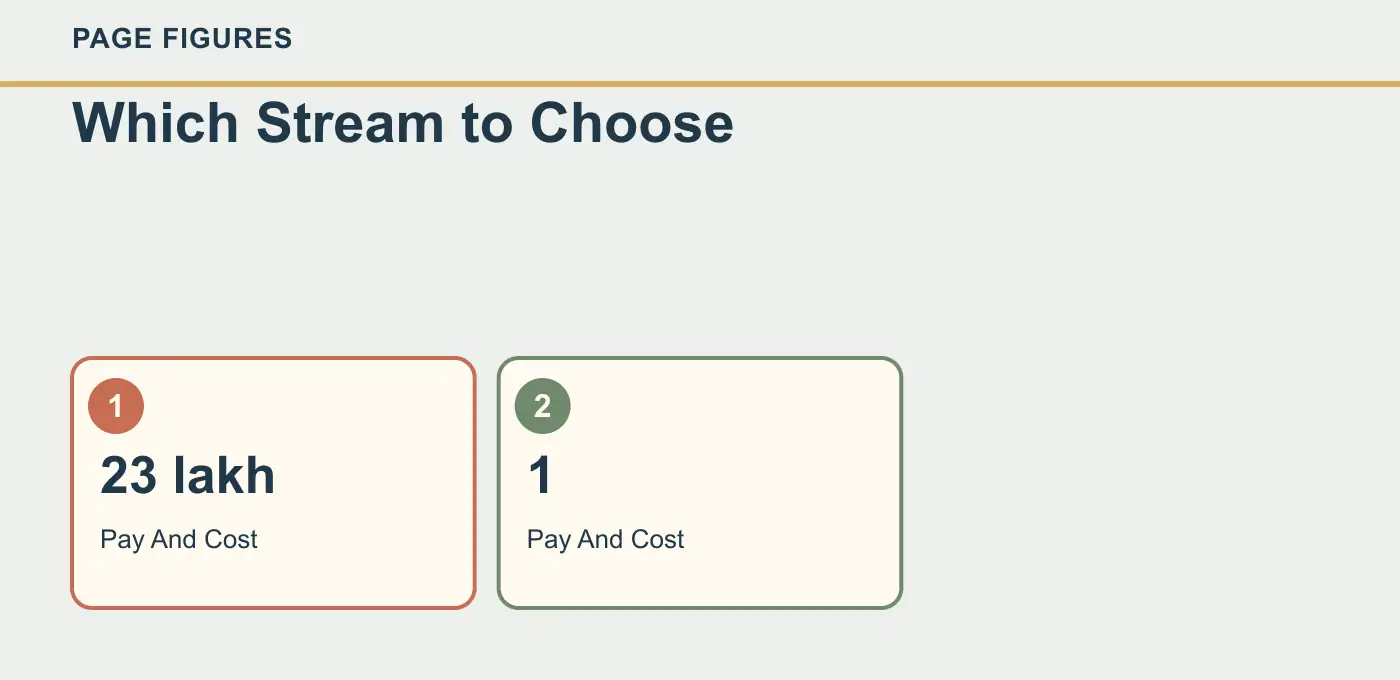 PAGE FIGURES
Which Stream to Choose
1
23 lakh
Pay And Cost
2
1
Pay And Cost